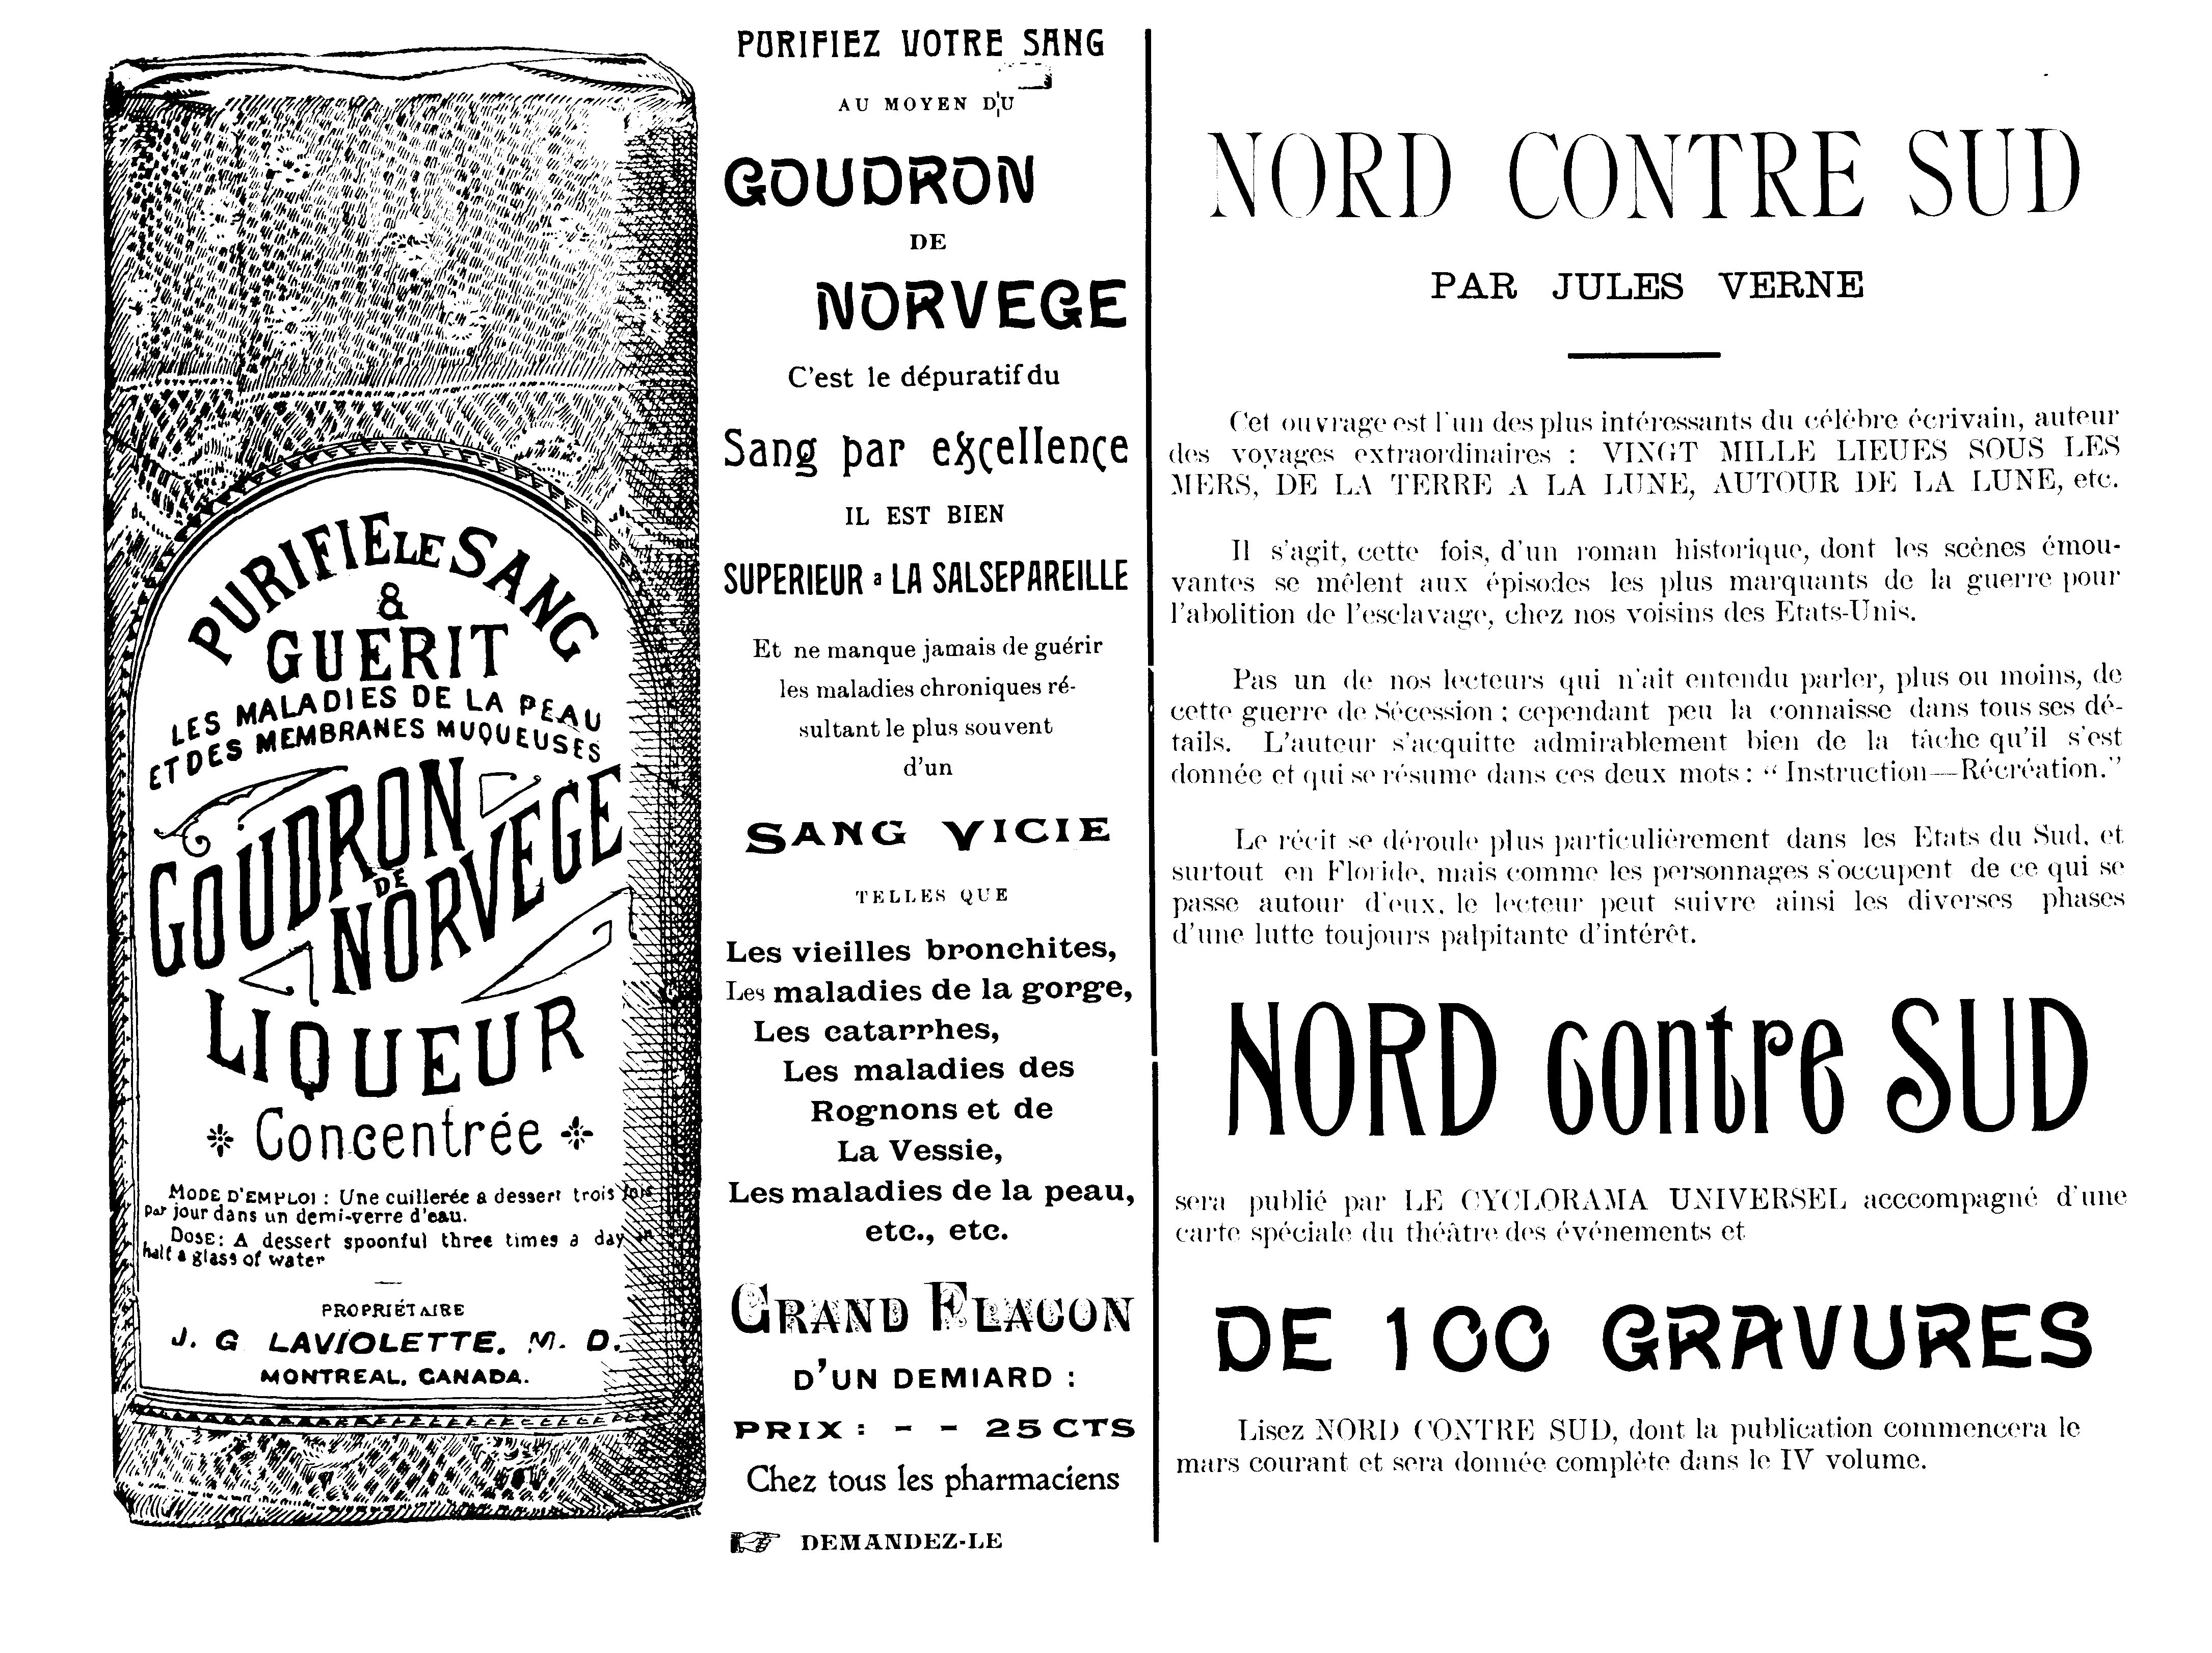 PURIFIE LE SANG
&
GUERIT
LES MALADIES DE LA PEAU
ET DES MEMBRANES MUQUEUSES
GOUDRON
DE
NORVEGE
LIQUEUR
Concentrée
MODE D'EMPLOI : Une cuillerée a dessert trois fois
par jour dans un demi-verre d'eau.
DOSE: A dessert spoonful three times a day in
half a glass of water
PROPRIÉTAIRE
J. G LAVIOLETTE. M. D.
MONTREAL, CANADA.
PURIFIEZ VOTRE SANG
AU MOYEN DU
GOUDRON
DE
NORVEGE
C'est le dépuratif du
Sang par excellence
IL EST BIEN
SUPERIEUR a LA SALSEPAREILLE
Et ne manque jamais de guérir
les maladies chroniques ré-
sultant le plus souvent
d'un
SANG VICIE
TELLES QUE
Les vieilles bronchites,
Les maladies de la gorge,
Les catarrhes,
Les maladies des
Rognons et de
La Vessie,
Les maladies de la peau,
etc., etc.
GRAND FLACON
D'UN DEMIARD :
PRIX : - - 25 CTS
Chez tous les pharmaciens
DEMANDEZ-LE
NORD CONTRE SUD
PAR JULES VERNE
Cet ouvrage est l'un des plus intéressants du célèbre écrivain, auteur
des voyages extraordinaires : VINGT MILLE LIEUES SOUS LES
MERS, DE LA TERRE A LA LUNE, AUTOUR DE LA LUNE, etc.
Il s'agit, cette fois, d'un roman historique, dont les scènes émou-
vantes se mêlent aux épisodes les plus marquants de la guerre pour
l'abolition de l'esclavage, chez nos voisins des Etats-Unis.
Pas un de nos lecteurs qui n'ait entendu parler, plus ou moins, de
cette guerre de Sécession ; cependant peu la connaisse dans tous ses dé-
tails. L'auteur s'acquitte admirablement bien de la tâche qu'il s'est
donnée et qui se résume dans ces deux mots : “ Instruction—Récréation.”
Le récit se déroule plus particulièrement dans les Etats du Sud, et
surtout en Floride, mais comme les personnages s'occupent de ce qui se
passe autour d'eux, le lecteur peut suivre ainsi les diverses phases
d'une lutte toujours palpitante d'intérêt.
NORD contre SUD
sera publié par LE CYCLORAMA UNIVERSEL acccompagné d'une
carte spéciale du théâtre des événements et
DE 100 GRAVURES
Lisez NORD CONTRE SUD, dont la publication commencera le
mars courant et sera donnée complète dans le IV volume.